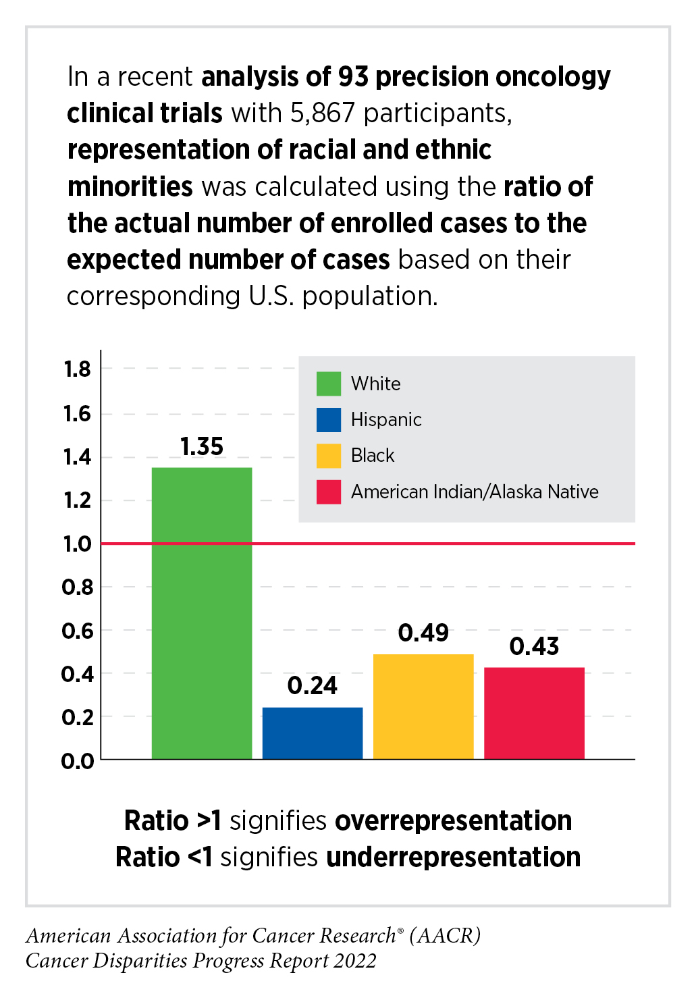 In a recent analysis of 93 precision oncology
clinical trials with 5,867 participants,
representation of racial and ethnic
minorities was calculated using the ratio of
the actual number of enrolled cases to the
expected number of cases based on their
corresponding U.S. population.
1.8
1.6
1.4
1.2
1.0
0.8
0.6
0.4
0.2
0.0
White
Hispanic
Black
American Indian/Alaska Native
1.35
0.24
0.49
0.43
Ratio >1 signifies overrepresentation
Ratio <1 signifies underrepresentation
American Association for Cancer Research® (AACR)
Cancer Disparities Progress Report 2022